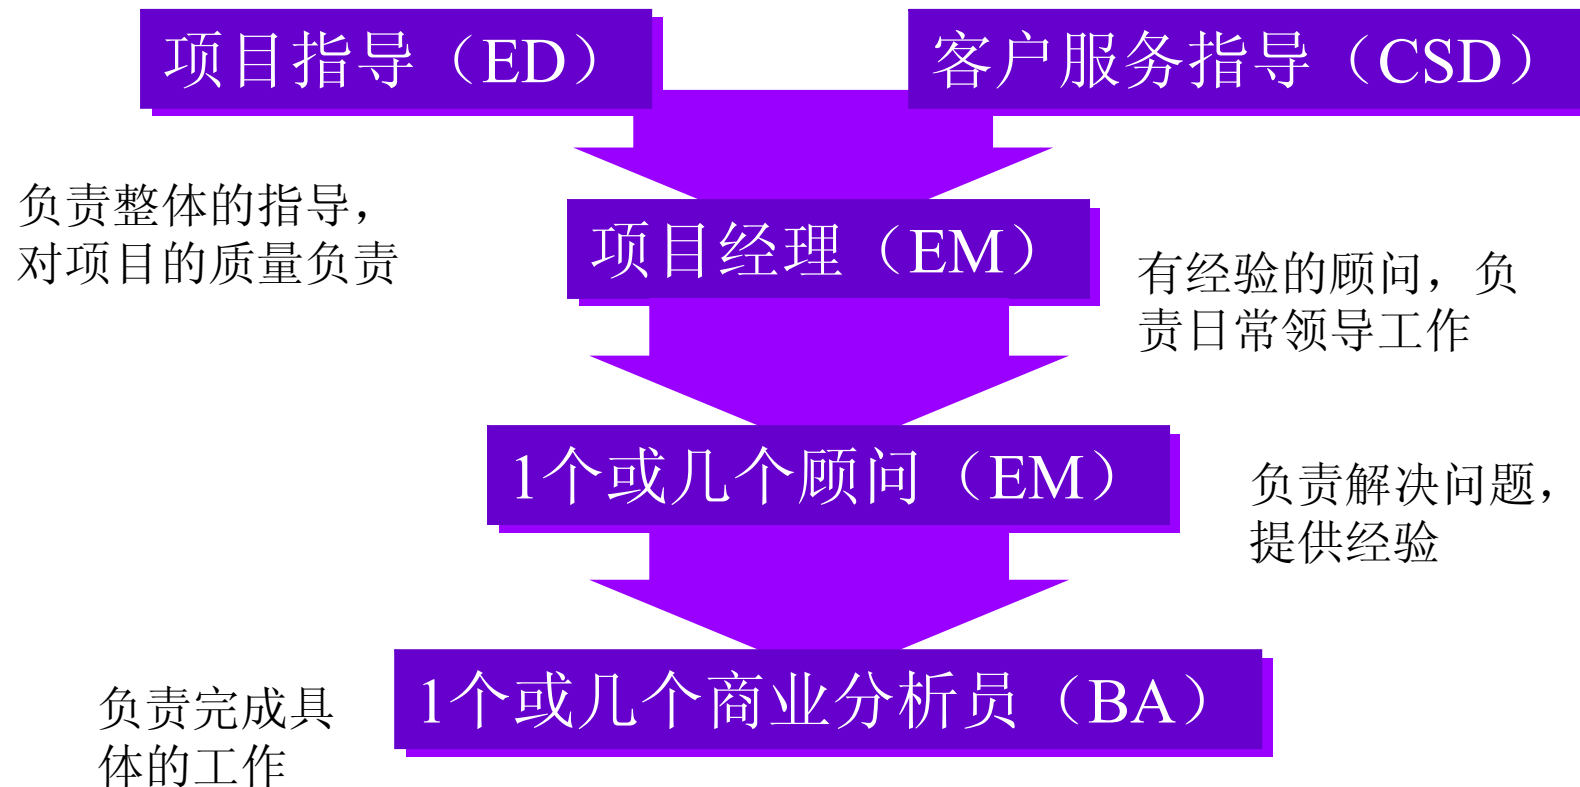 项目指导（ED）
客户服务指导（CSD）
负责整体的指导，
对项目的质量负责
项目经理（EM）
有经验的顾问，负
责日常领导工作
1个或几个顾问（EM）
负责解决问题，
提供经验
1个或几个商业分析员（BA）
负责完成具
体的工作